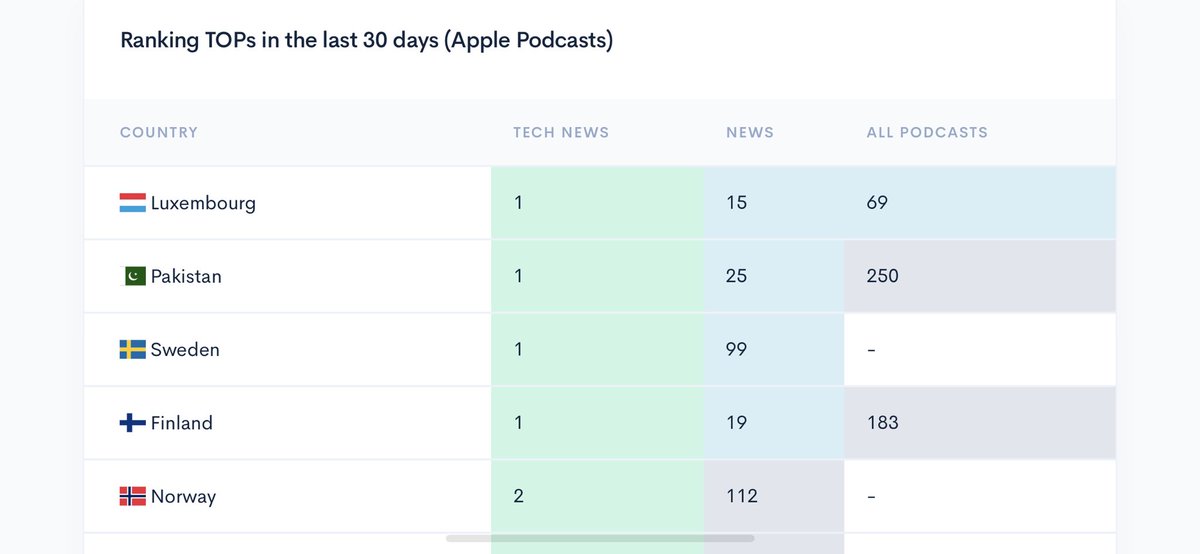 Ranking TOPs in the last 30 days (Apple Podcasts)
COUNTRY TECH NEWS NEWS ALL PODCASTS
Luxembourg 1 15 69
Pakistan 1 25 250
Sweden 1 99 -
Finland 1 19 183
Norway 2 112 -